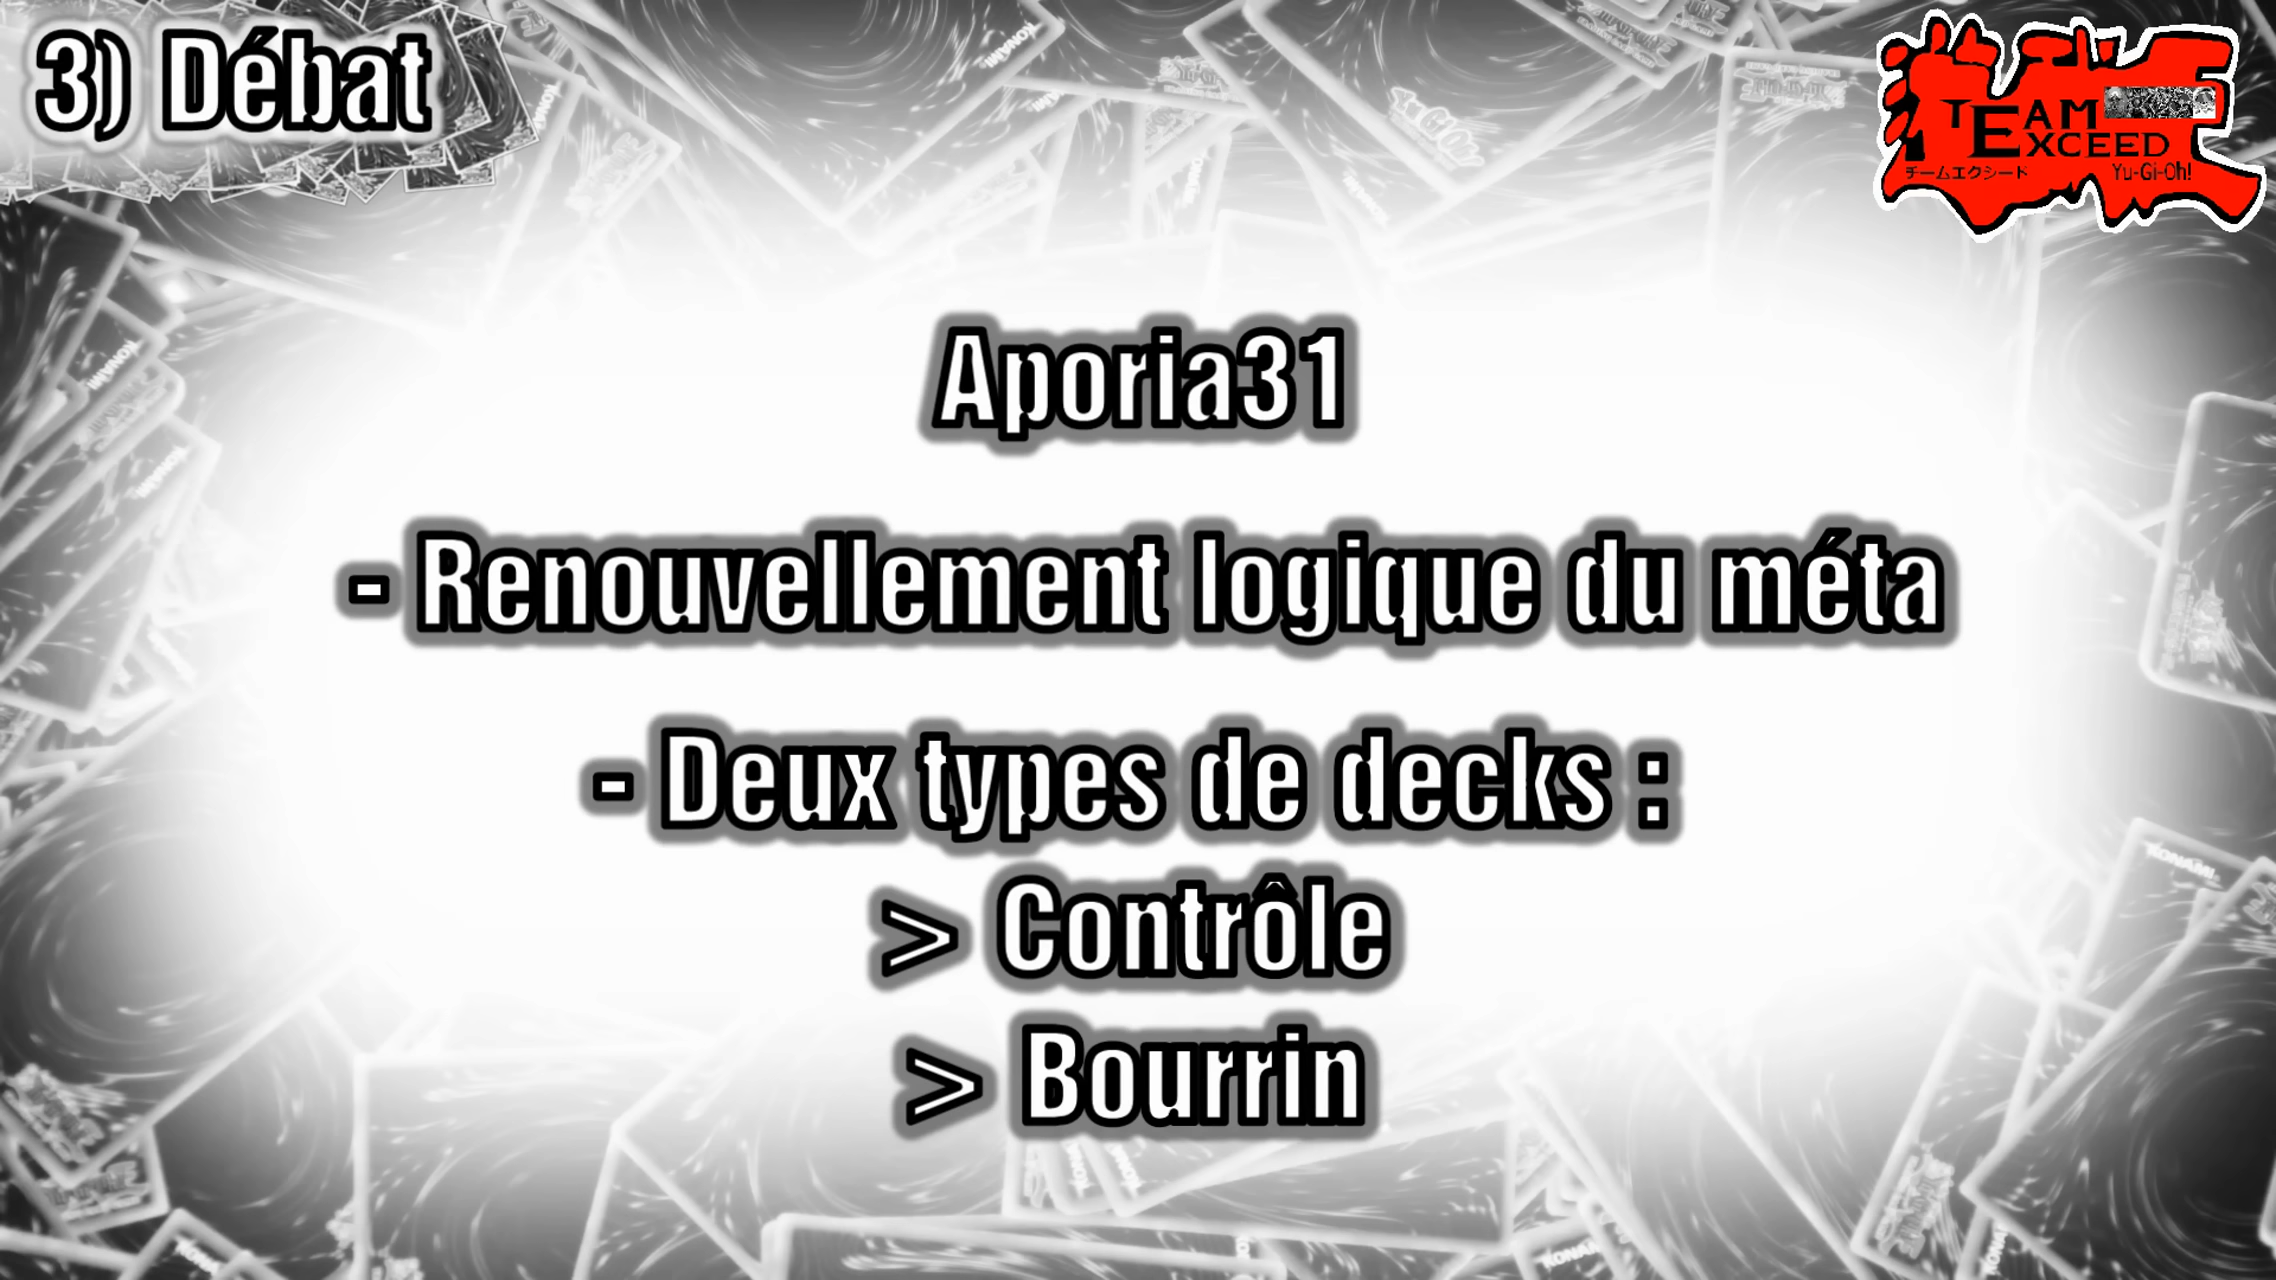 3) Débat
TEAM
EXCEED
チームエクシード Yu-Gi-Oh!
Aporia31
- Renouvellement logique du méta
- Deux types de decks :
> Contrôle
> Bourrin